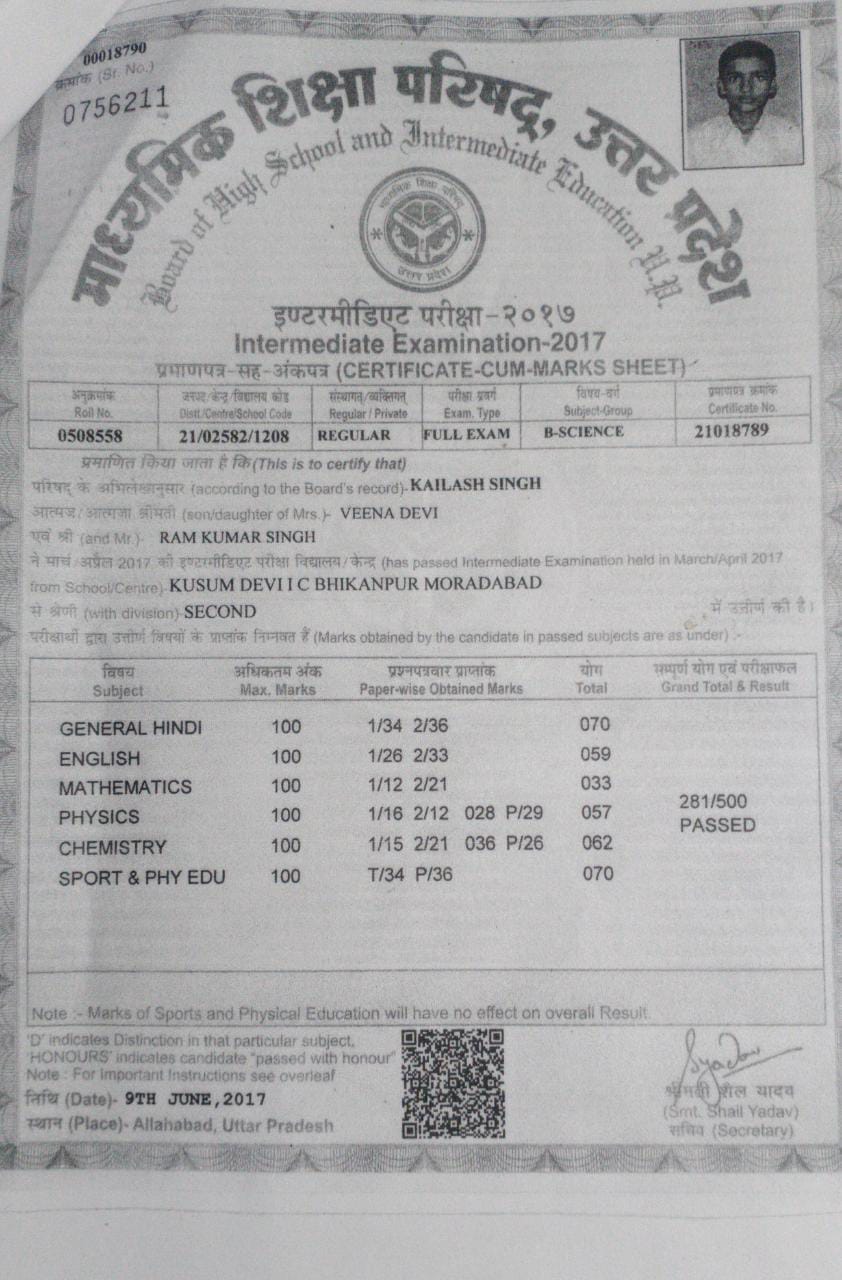 00018790
क्रमांक (Sr. No.)
0756211
माध्यमिक शिक्षा परिषद्, उत्तर प्रदेश
Board of High School and Intermediate Education U.P.
माध्यमिक शिक्षा परिषद्
उत्तर प्रदेश
इण्टरमीडिएट परीक्षा-२०१७
Intermediate Examination-2017
प्रमाणपत्र-सह-अंकपत्र (CERTIFICATE-CUM-MARKS SHEET)
अनुक्रमांक जनपद/केन्द्र/विद्यालय कोड संस्थागत/व्यक्तिगत परीक्षा प्रवर्ग विषय-वर्ग प्रमाणपत्र क्रमांक
Roll No. Distt./Centre/School Code Regular / Private Exam. Type Subject-Group Certificate No.
0508558 21/02582/1208 REGULAR FULL EXAM B-SCIENCE 21018789
प्रमाणित किया जाता है कि (This is to certify that)
परिषद के अभिलेखानुसार (according to the Board's record)- KAILASH SINGH
आत्मज/आत्मजा श्रीमती (son/daughter of Mrs.)- VEENA DEVI
एवं श्री (and Mr.)- RAM KUMAR SINGH
ने मार्च/अप्रैल 2017 की इण्टरमीडिएट परीक्षा विद्यालय/केन्द्र (has passed Intermediate Examination held in March/April 2017
from School/Centre)- KUSUM DEVI I C BHIKANPUR MORADABAD
से श्रेणी (with division)- SECOND में उत्तीर्ण की है।
परीक्षार्थी द्वारा उत्तीर्ण विषयों के प्राप्तांक निम्नवत हैं (Marks obtained by the candidate in passed subjects are as under) :-
विषय अधिकतम अंक प्रश्नपत्रवार प्राप्तांक योग सम्पूर्ण योग एवं परीक्षाफल
Subject Max. Marks Paper-wise Obtained Marks Total Grand Total & Result
GENERAL HINDI 100 1/34 2/36 070
ENGLISH 100 1/26 2/33 059
MATHEMATICS 100 1/12 2/21 033
281/500
PHYSICS 100 1/16 2/12 028 P/29 057
PASSED
CHEMISTRY 100 1/15 2/21 036 P/26 062
SPORT & PHY EDU 100 T/34 P/36 070
Note :- Marks of Sports and Physical Education will have no effect on overall Result.
'D' indicates Distinction in that particular subject,
'HONOURS' indicates candidate "passed with honour"
Note : For Important Instructions see overleaf
तिथि (Date)- 9TH JUNE,2017
स्थान (Place)- Allahabad, Uttar Pradesh
श्रीमती शैल यादव
(Smt. Shail Yadav)
सचिव (Secretary)